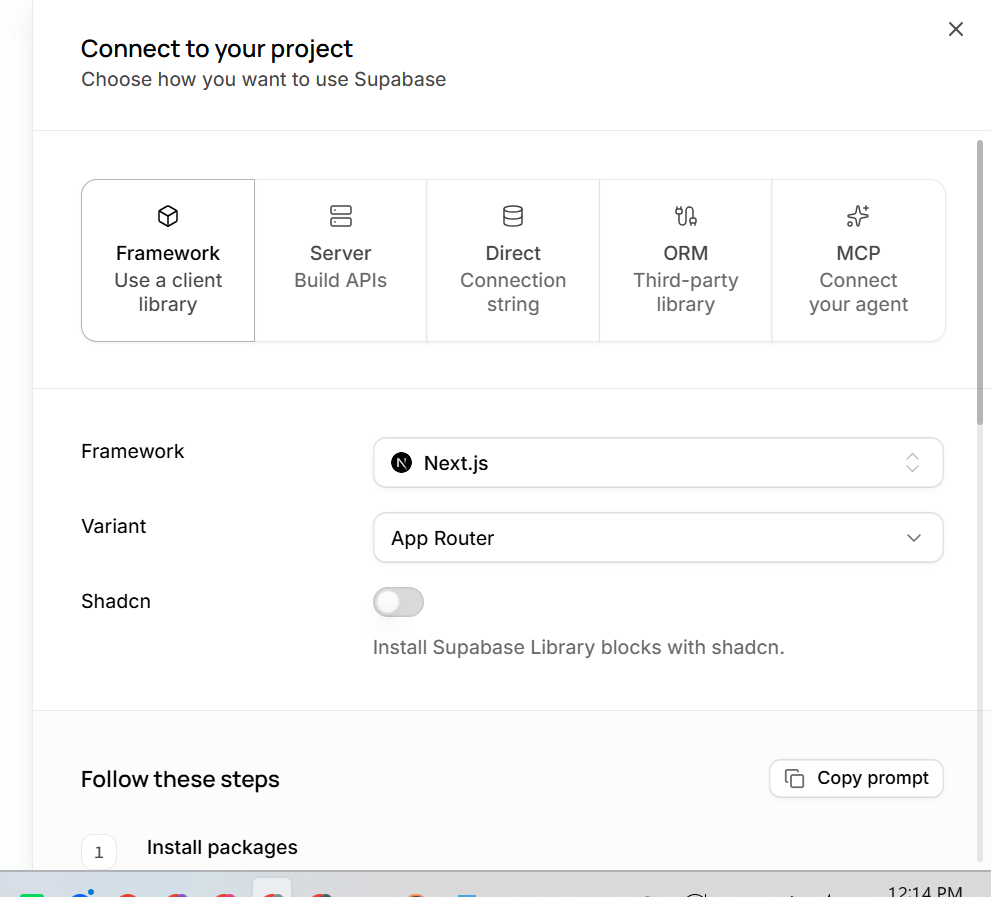 Connect to your project
Choose how you want to use Supabase
Framework
Use a client
library
Server
Build APIs
Direct
Connection
string
ORM
Third-party
library
MCP
Connect
your agent
Framework
Next.js
Variant
App Router
Shadcn
Install Supabase Library blocks with shadcn.
Follow these steps
Copy prompt
1
Install packages
12:14 PM